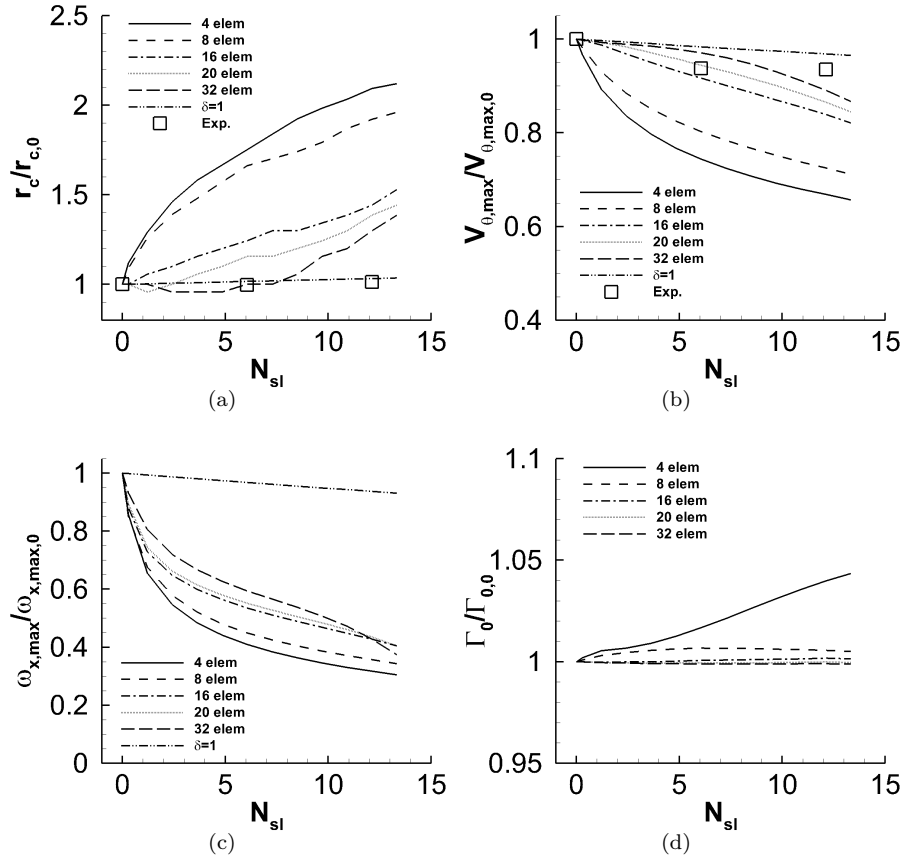 2.5
2
1.5
1
r_c/r_c,0
4 elem
8 elem
16 elem
20 elem
32 elem
δ=1
Exp.
0 5 10 15
N_sl
(a)
1
0.8
0.6
0.4
V_θ,max/V_θ,max,0
4 elem
8 elem
16 elem
20 elem
32 elem
δ=1
Exp.
0 5 10 15
N_sl
(b)
1
0.8
0.6
0.4
0.2
0
ω_x,max/ω_x,max,0
4 elem
8 elem
16 elem
20 elem
32 elem
δ=1
0 5 10 15
N_sl
(c)
1.1
1.05
1
0.95
Γ_0/Γ_0,0
4 elem
8 elem
16 elem
20 elem
32 elem
0 5 10 15
N_sl
(d)